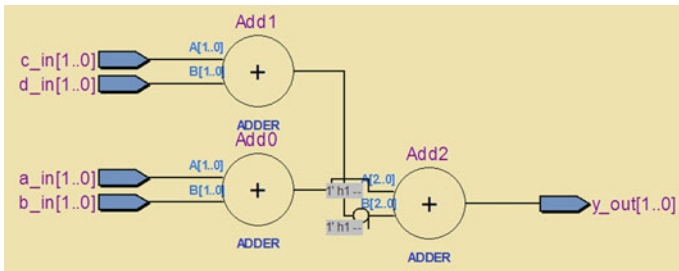 Add1
c_in[1..0]
A[1..0]
d_in[1..0]
B[1..0]
+
ADDER
Add0
a_in[1..0]
A[1..0]
b_in[1..0]
B[1..0]
+
ADDER
Add2
1' h1 --
A[2..0]
B[2..0]
1' h1 --
+
ADDER
y_out[1..0]